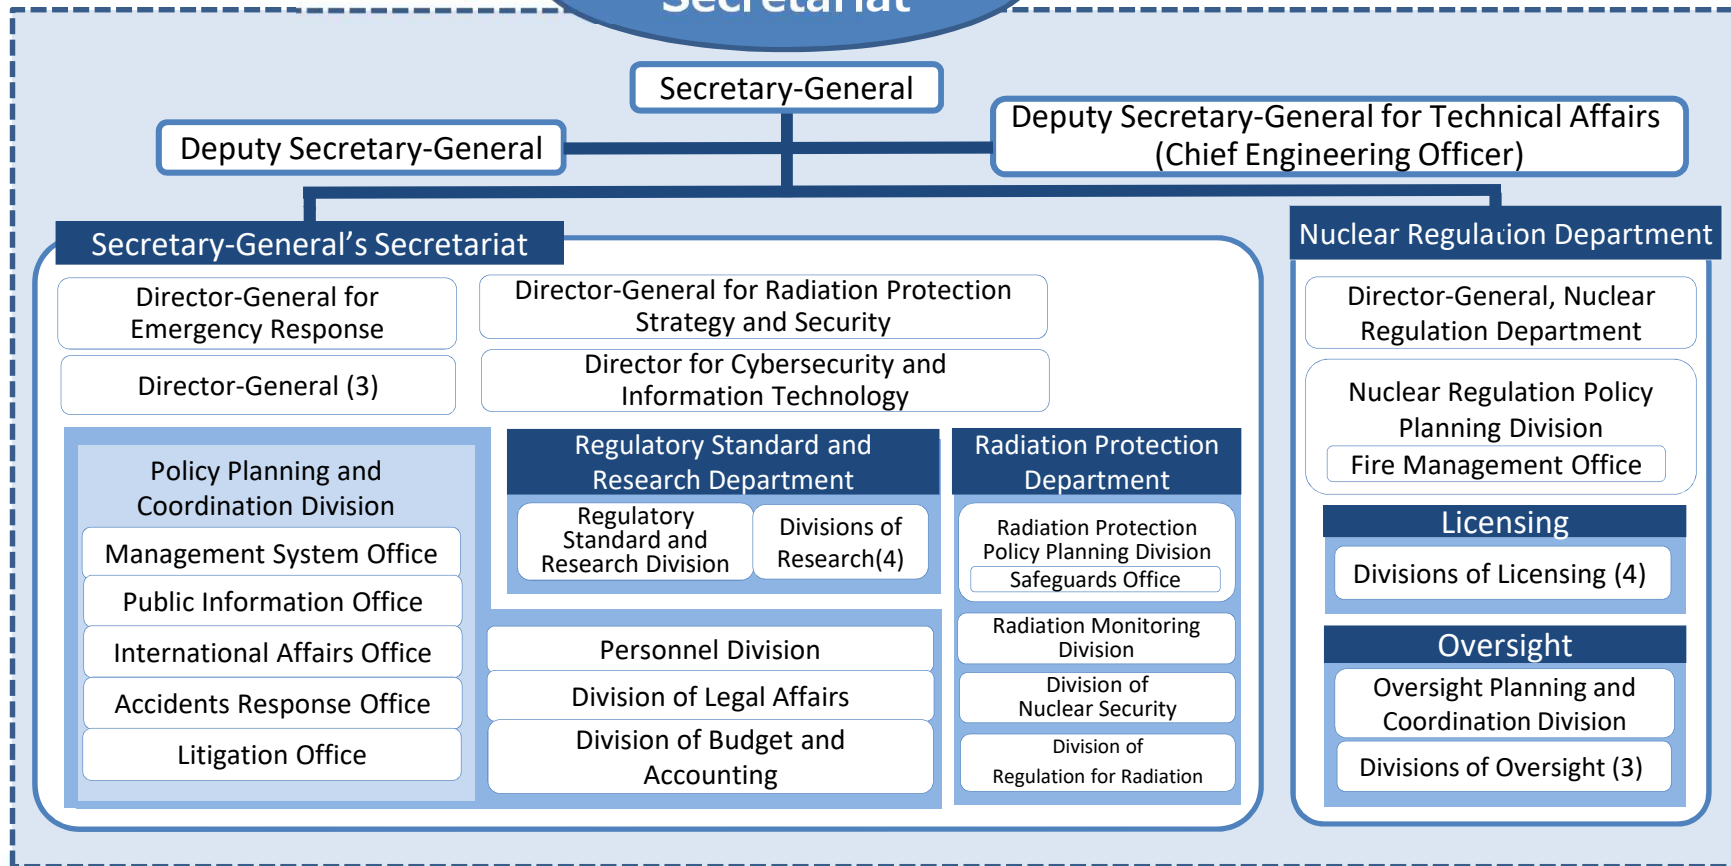 Secretariat
Secretary-General
Deputy Secretary-General
Deputy Secretary-General for Technical Affairs
(Chief Engineering Officer)
Secretary-General’s Secretariat
Director-General for
Emergency Response
Director-General for Radiation Protection
Strategy and Security
Director-General (3)
Director for Cybersecurity and
Information Technology
Policy Planning and
Coordination Division
Management System Office
Public Information Office
International Affairs Office
Accidents Response Office
Litigation Office
Regulatory Standard and
Research Department
Regulatory
Standard and
Research Division
Divisions of
Research(4)
Personnel Division
Division of Legal Affairs
Division of Budget and
Accounting
Radiation Protection
Department
Radiation Protection
Policy Planning Division
Safeguards Office
Radiation Monitoring
Division
Division of
Nuclear Security
Division of
Regulation for Radiation
Nuclear Regulation Department
Director-General, Nuclear
Regulation Department
Nuclear Regulation Policy
Planning Division
Fire Management Office
Licensing
Divisions of Licensing (4)
Oversight
Oversight Planning and
Coordination Division
Divisions of Oversight (3)